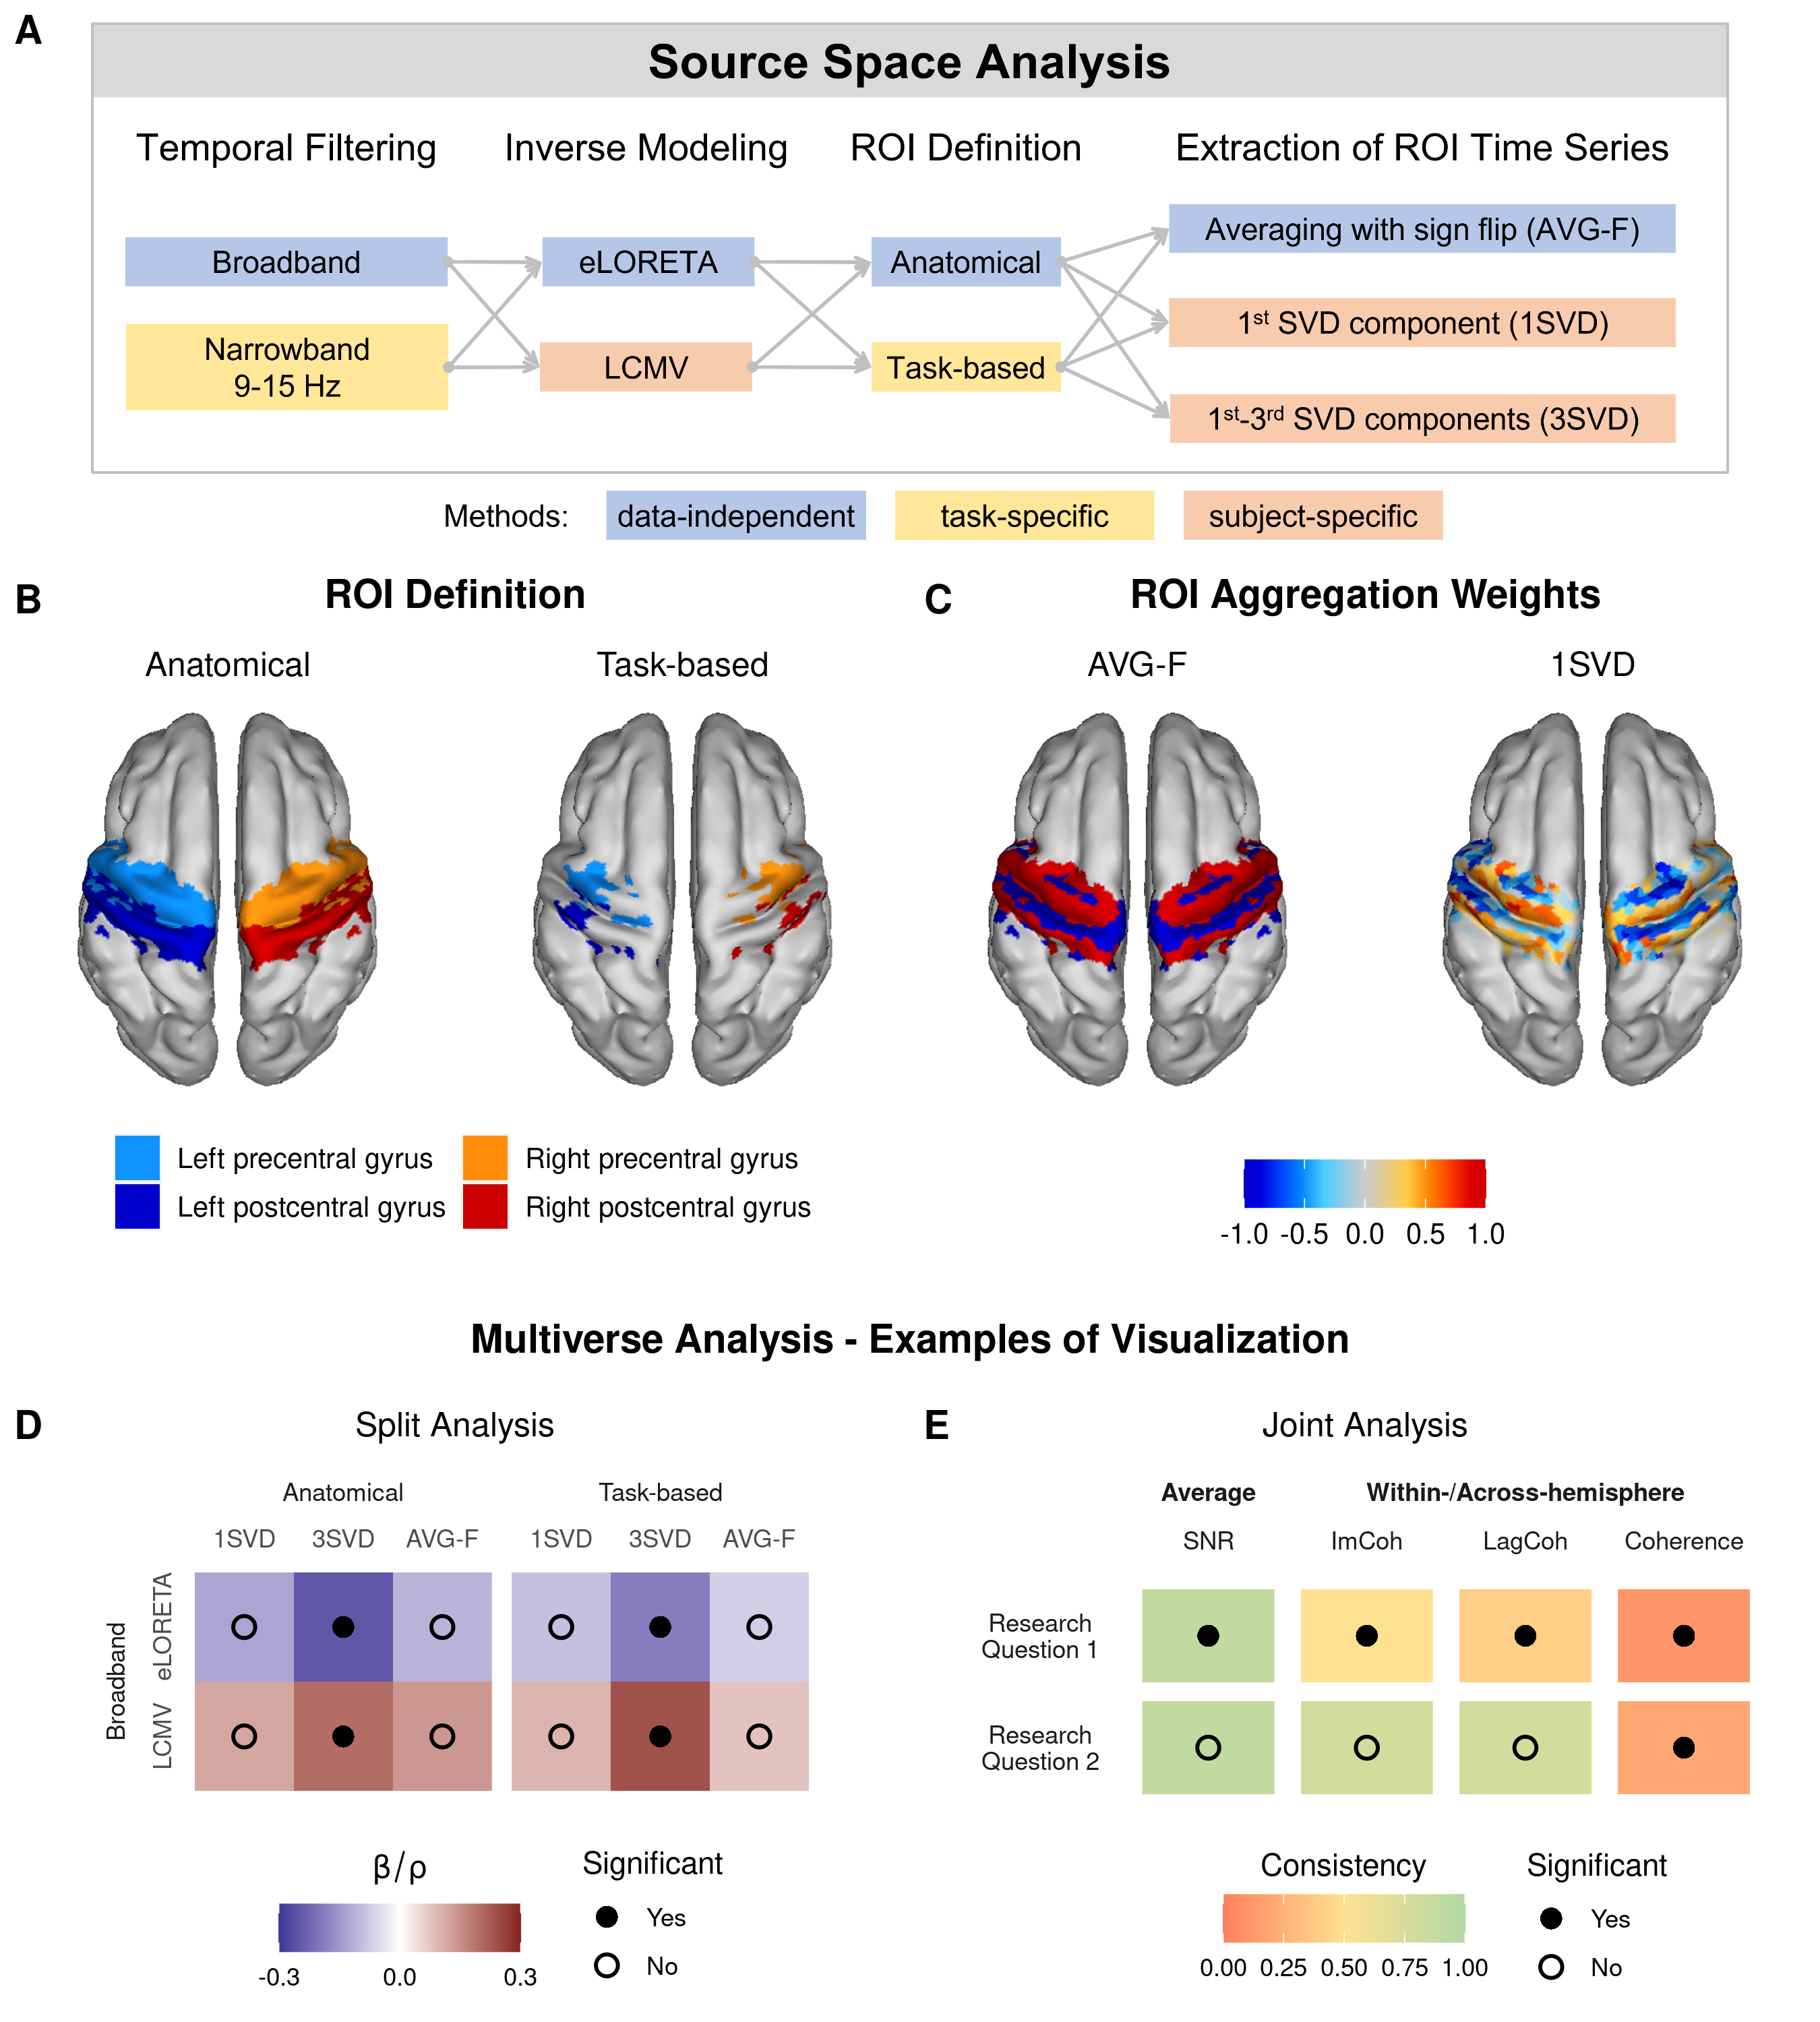 A
Source Space Analysis
Temporal Filtering
Inverse Modeling
ROI Definition
Extraction of ROI Time Series
Broadband
eLORETA
Anatomical
Averaging with sign flip (AVG-F)
Narrowband
9-15 Hz
LCMV
Task-based
1st SVD component (1SVD)
1st-3rd SVD components (3SVD)
Methods:
data-independent
task-specific
subject-specific
B
ROI Definition
Anatomical
Task-based
Left precentral gyrus
Right precentral gyrus
Left postcentral gyrus
Right postcentral gyrus
C
ROI Aggregation Weights
AVG-F
1SVD
-1.0 -0.5 0.0 0.5 1.0
Multiverse Analysis - Examples of Visualization
D
Split Analysis
Anatomical
Task-based
1SVD 3SVD AVG-F 1SVD 3SVD AVG-F
Broadband
eLORETA
LCMV
β/ρ
-0.3 0.0 0.3
Significant
Yes
No
E
Joint Analysis
Average
Within-/Across-hemisphere
SNR ImCoh LagCoh Coherence
Research
Question 1
Research
Question 2
Consistency
0.00 0.25 0.50 0.75 1.00
Significant
Yes
No